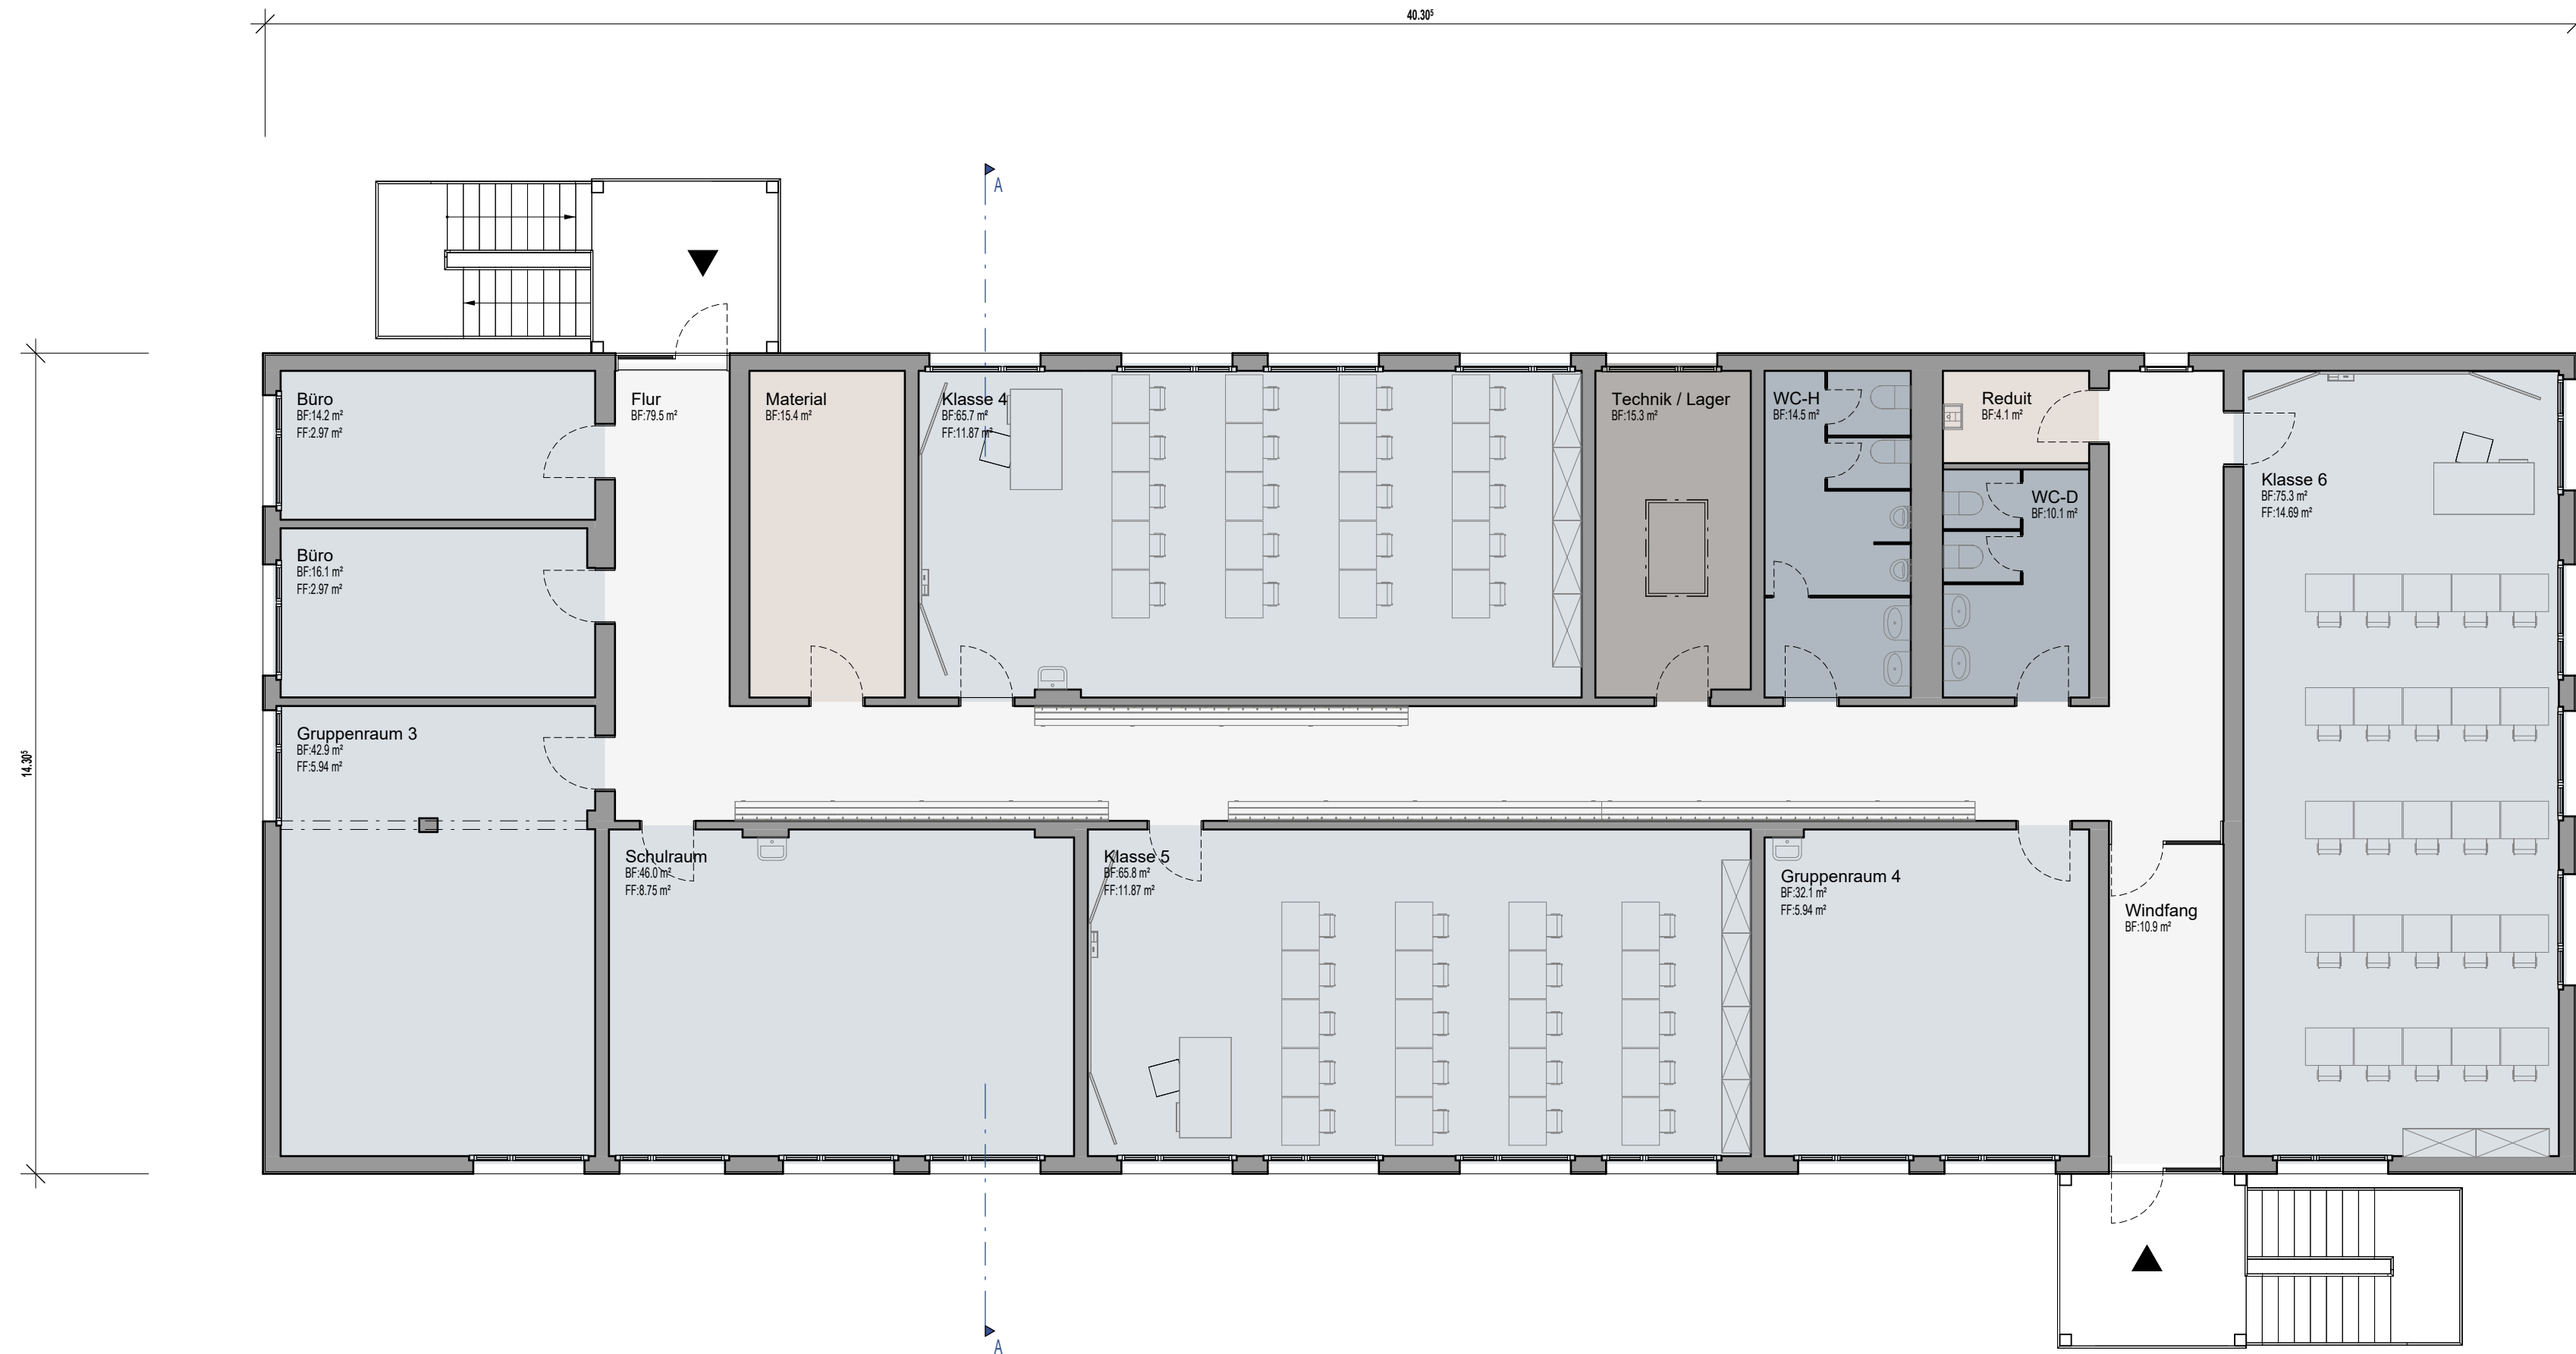 40.30⁵
A
Büro
BF:14.2 m²
FF:2.97 m²
Flur
BF:79.5 m²
Material
BF:15.4 m²
Klasse 4
BF:65.7 m²
FF:11.87 m²
Technik / Lager
BF:15.3 m²
WC-H
BF:14.5 m²
Reduit
BF:4.1 m²
Klasse 6
BF:75.3 m²
FF:14.69 m²
WC-D
BF:10.1 m²
Büro
BF:16.1 m²
FF:2.97 m²
14.30⁵
Gruppenraum 3
BF:42.9 m²
FF:5.94 m²
Schulraum
BF:46.0 m²
FF:8.75 m²
Klasse 5
BF:65.8 m²
FF:11.87 m²
Gruppenraum 4
BF:32.1 m²
FF:5.94 m²
Windfang
BF:10.9 m²
A